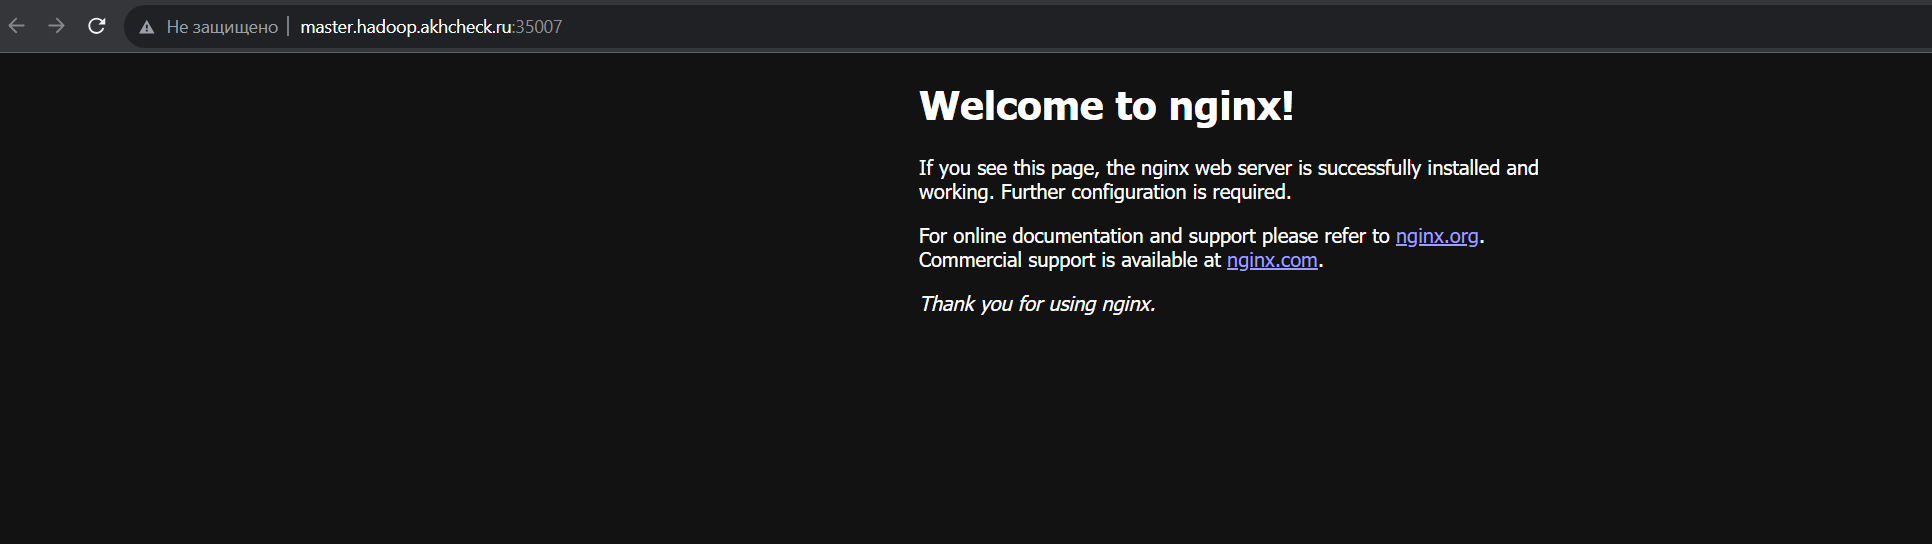 Не защищено | master.hadoop.akhcheck.ru:35007
Welcome to nginx!
If you see this page, the nginx web server is successfully installed and
working. Further configuration is required.
For online documentation and support please refer to nginx.org.
Commercial support is available at nginx.com.
Thank you for using nginx.